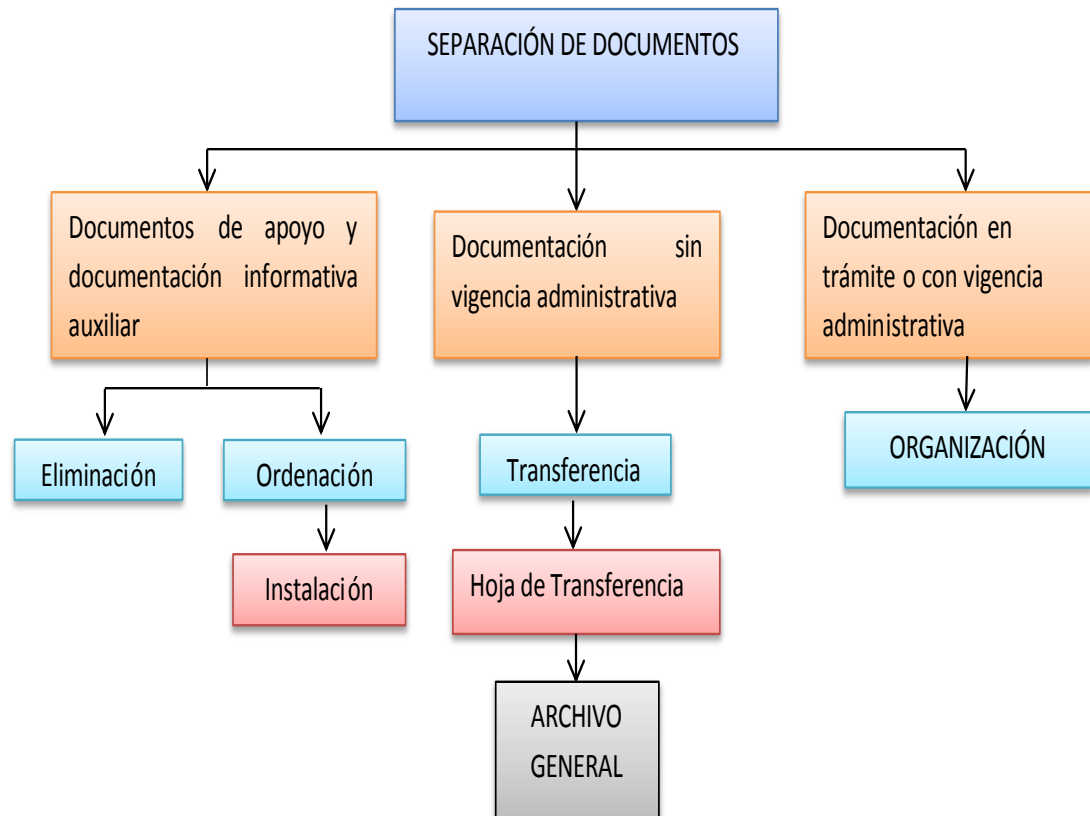 SEPARACIÓN DE DOCUMENTOS
Documentos de apoyo y
documentación informativa
auxiliar
Documentación sin
vigencia administrativa
Documentación en
trámite o con vigencia
administrativa
Eliminación
Ordenación
Transferencia
ORGANIZACIÓN
Instalación
Hoja de Transferencia
ARCHIVO
GENERAL